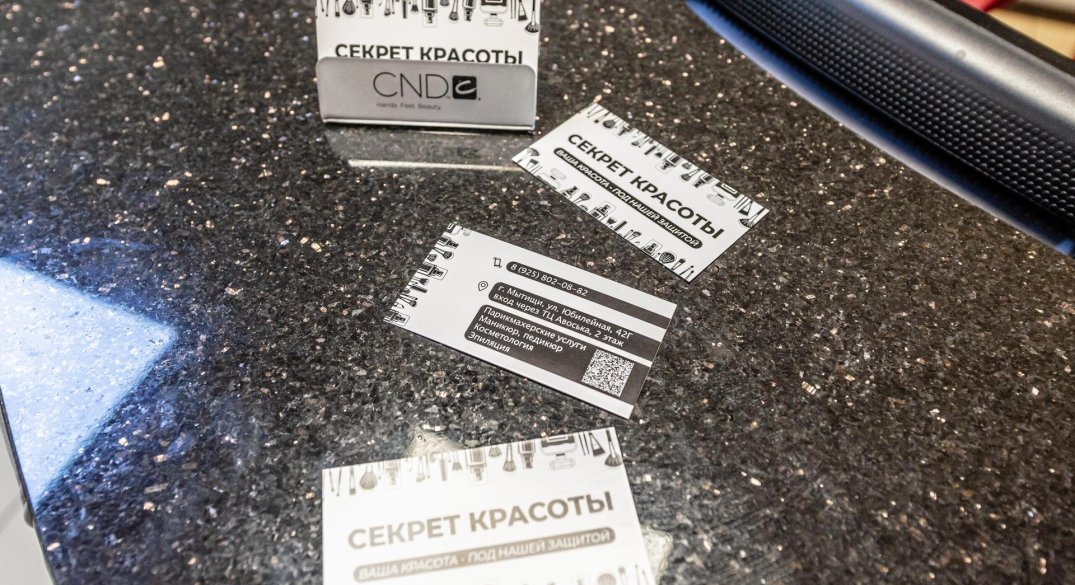 СЕКРЕТ КРАСОТЫ
CND
Hands. Feet. Beauty.
СЕКРЕТ КРАСОТЫ
ВАША КРАСОТА - ПОД НАШЕЙ ЗАЩИТОЙ
8 (925) 802-08-82
г. Мытищи, ул. Юбилейная, 42Г
вход через ТЦ Авоська, 2 этаж
Парикмахерские услуги
Маникюр, педикюр
Косметология
Эпиляция
СЕКРЕТ КРАСОТЫ
ВАША КРАСОТА - ПОД НАШЕЙ ЗАЩИТОЙ